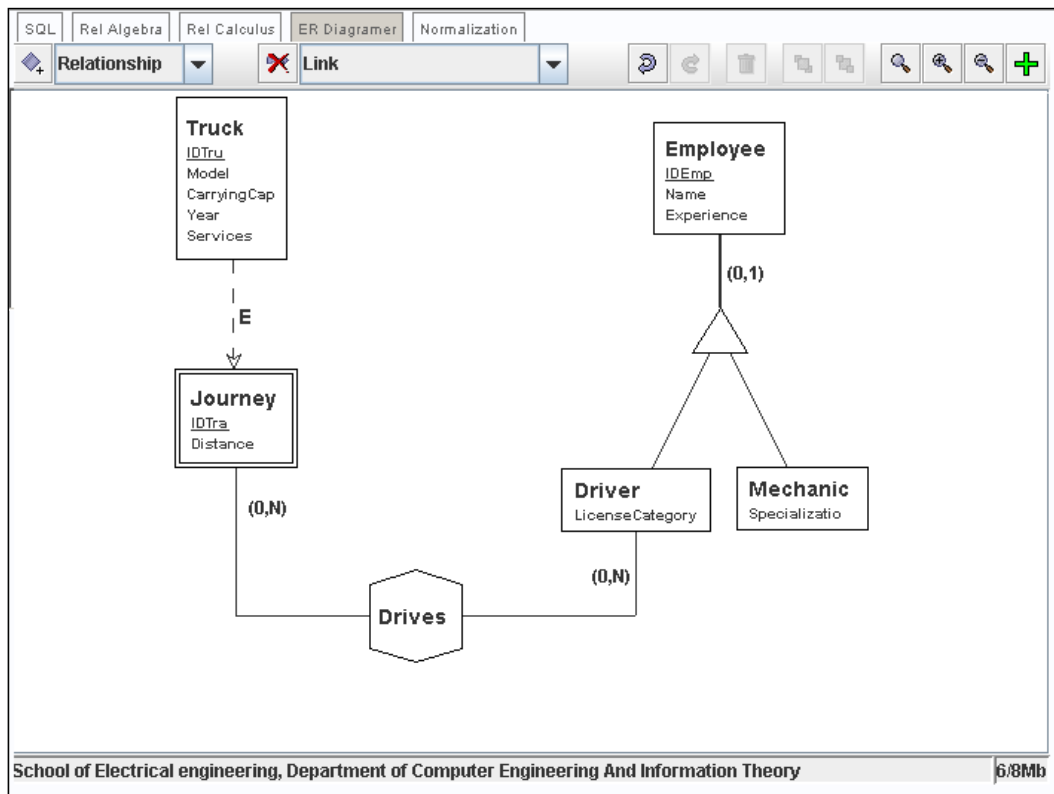 SQL Rel Algebra Rel Calculus ER Diagramer Normalization
Relationship Link
Truck
IDTru
Model
CarryingCap
Year
Services
Employee
IDEmp
Name
Experience
(0,1)
E
Journey
IDTra
Distance
Driver
LicenseCategory
Mechanic
Specializatio
(0,N)
(0,N)
Drives
School of Electrical engineering, Department of Computer Engineering And Information Theory 6/8Mb